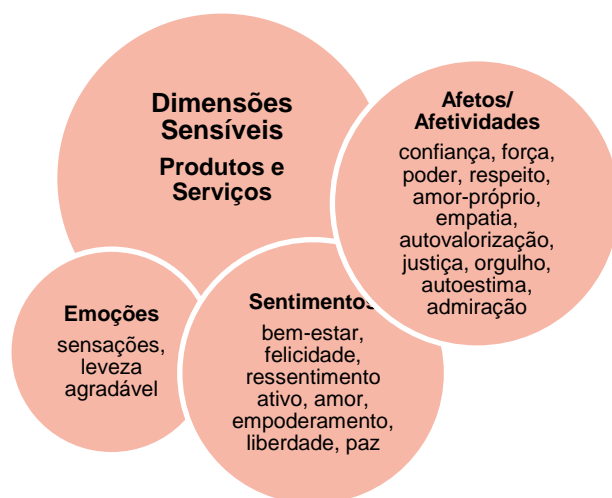 Dimensões
Sensíveis
Produtos e
Serviços
Afetos/
Afetividades
confiança, força,
poder, respeito,
amor-próprio,
empatia,
autovalorização,
justiça, orgulho,
autoestima,
admiração
Emoções
sensações,
leveza
agradável
Sentimentos
bem-estar,
felicidade,
ressentimento
ativo, amor,
empoderamento,
liberdade, paz